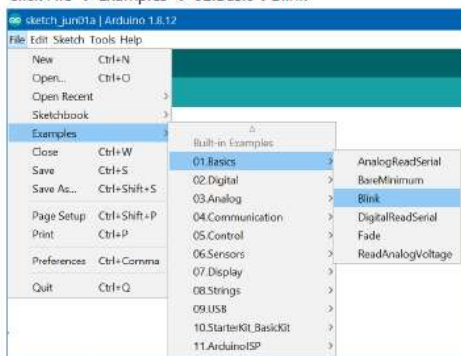 sketch_jun01a | Arduino 1.8.12
File Edit Sketch Tools Help
New Ctrl+N
Open... Ctrl+O
Open Recent
Sketchbook
Examples
Close Ctrl+W
Save Ctrl+S
Save As... Ctrl+Shift+S
Page Setup Ctrl+Shift+P
Print Ctrl+P
Preferences Ctrl+Comma
Quit Ctrl+Q
Built-in Examples
01.Basics
02.Digital
03.Analog
04.Communication
05.Control
06.Sensors
07.Display
08.Strings
09.USB
10.StarterKit_BasicKit
11.ArduinoISP
AnalogReadSerial
BareMinimum
Blink
DigitalReadSerial
Fade
ReadAnalogVoltage